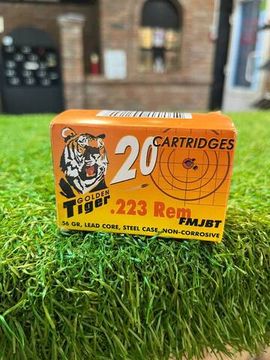 20
CARTRIDGES
GOLDEN
Tiger
.223 Rem
FMJBT
56 GR, LEAD CORE, STEEL CASE, NON-CORROSIVE